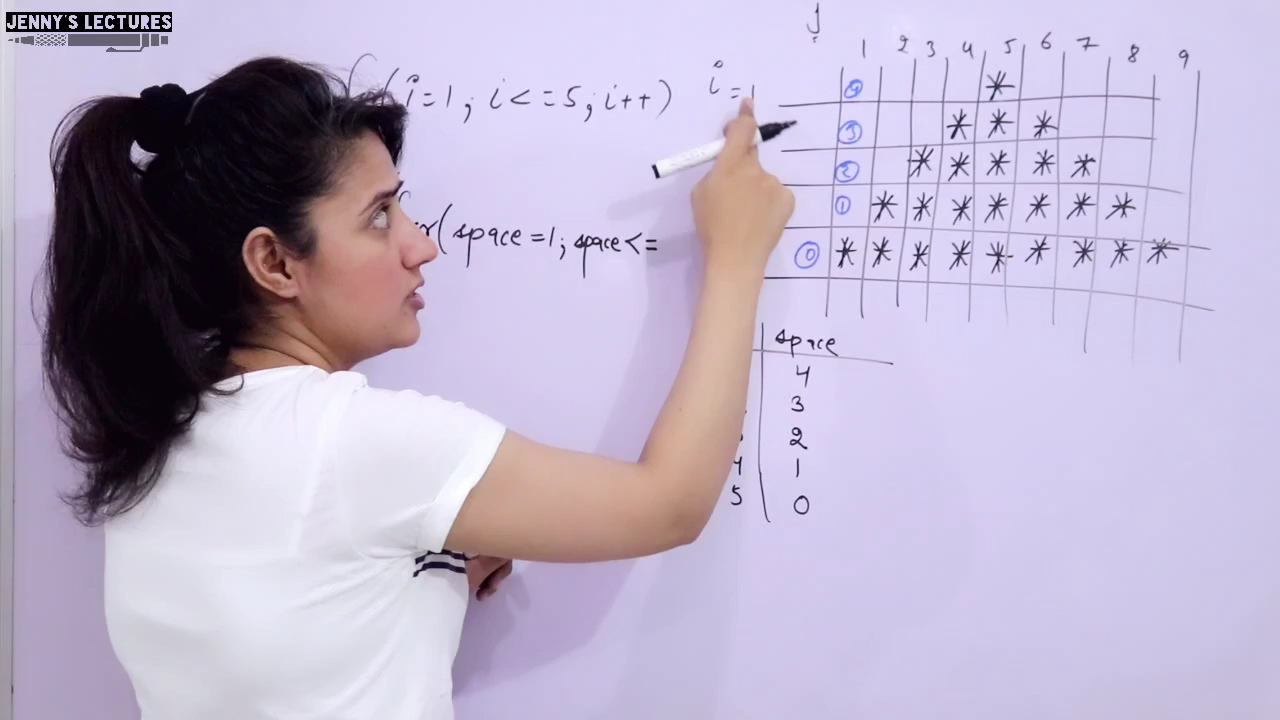 JENNY'S LECTURES
(i=1; i<=5; i++) i=1
j
1 2 3 4 5 6 7 8 9
*
3 * * *
2 * * * * *
1 * * * * * * *
0 * * * * * * * * *
(space=1; space<=
space
4
3
2
4 1
5 0